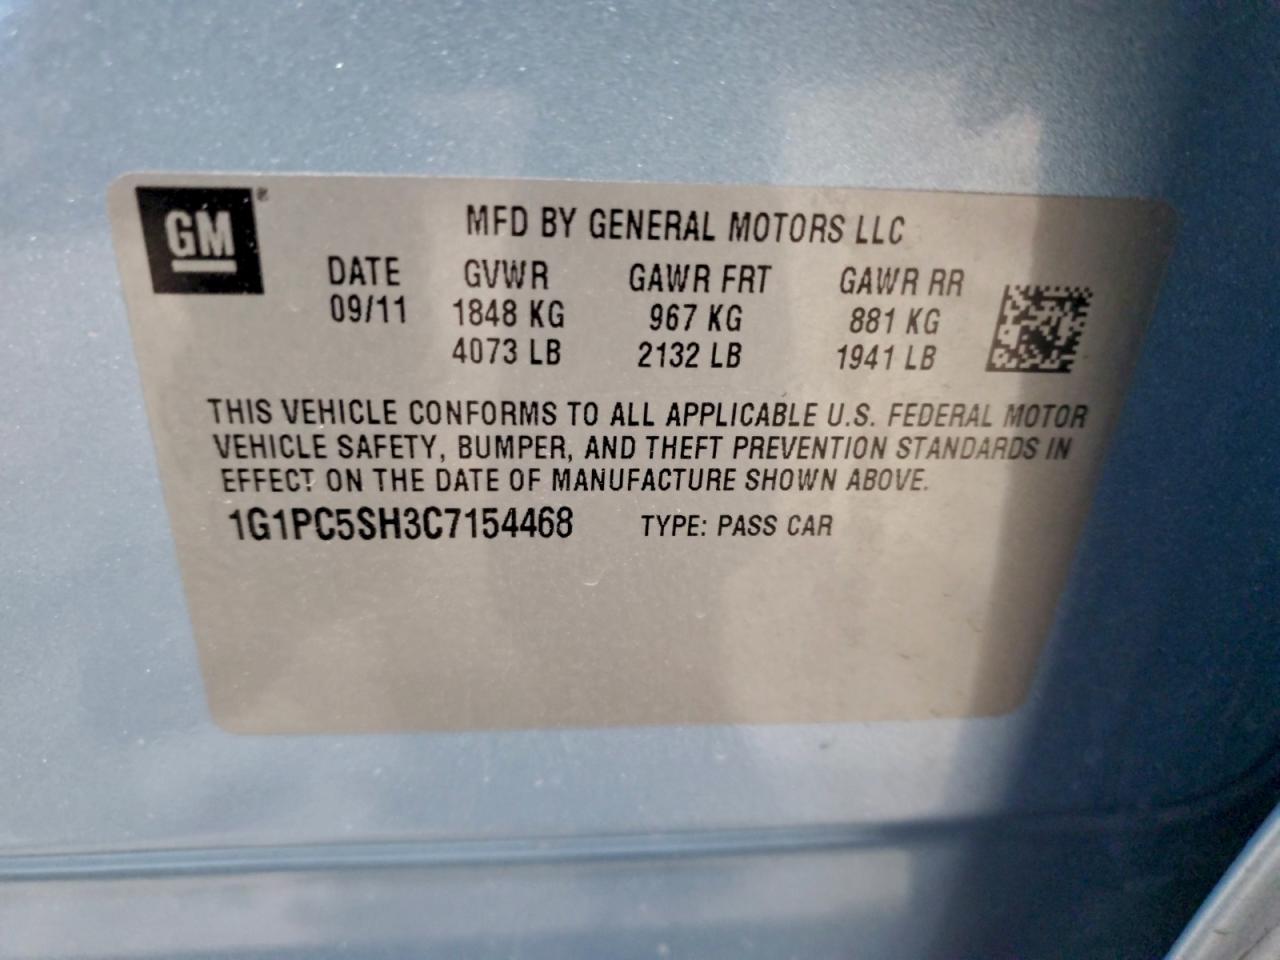 GM ®
MFD BY GENERAL MOTORS LLC
DATE GVWR GAWR FRT GAWR RR
09/11 1848 KG 967 KG 881 KG
4073 LB 2132 LB 1941 LB
THIS VEHICLE CONFORMS TO ALL APPLICABLE U.S. FEDERAL MOTOR
VEHICLE SAFETY, BUMPER, AND THEFT PREVENTION STANDARDS IN
EFFECT ON THE DATE OF MANUFACTURE SHOWN ABOVE.
1G1PC5SH3C7154468 TYPE: PASS CAR